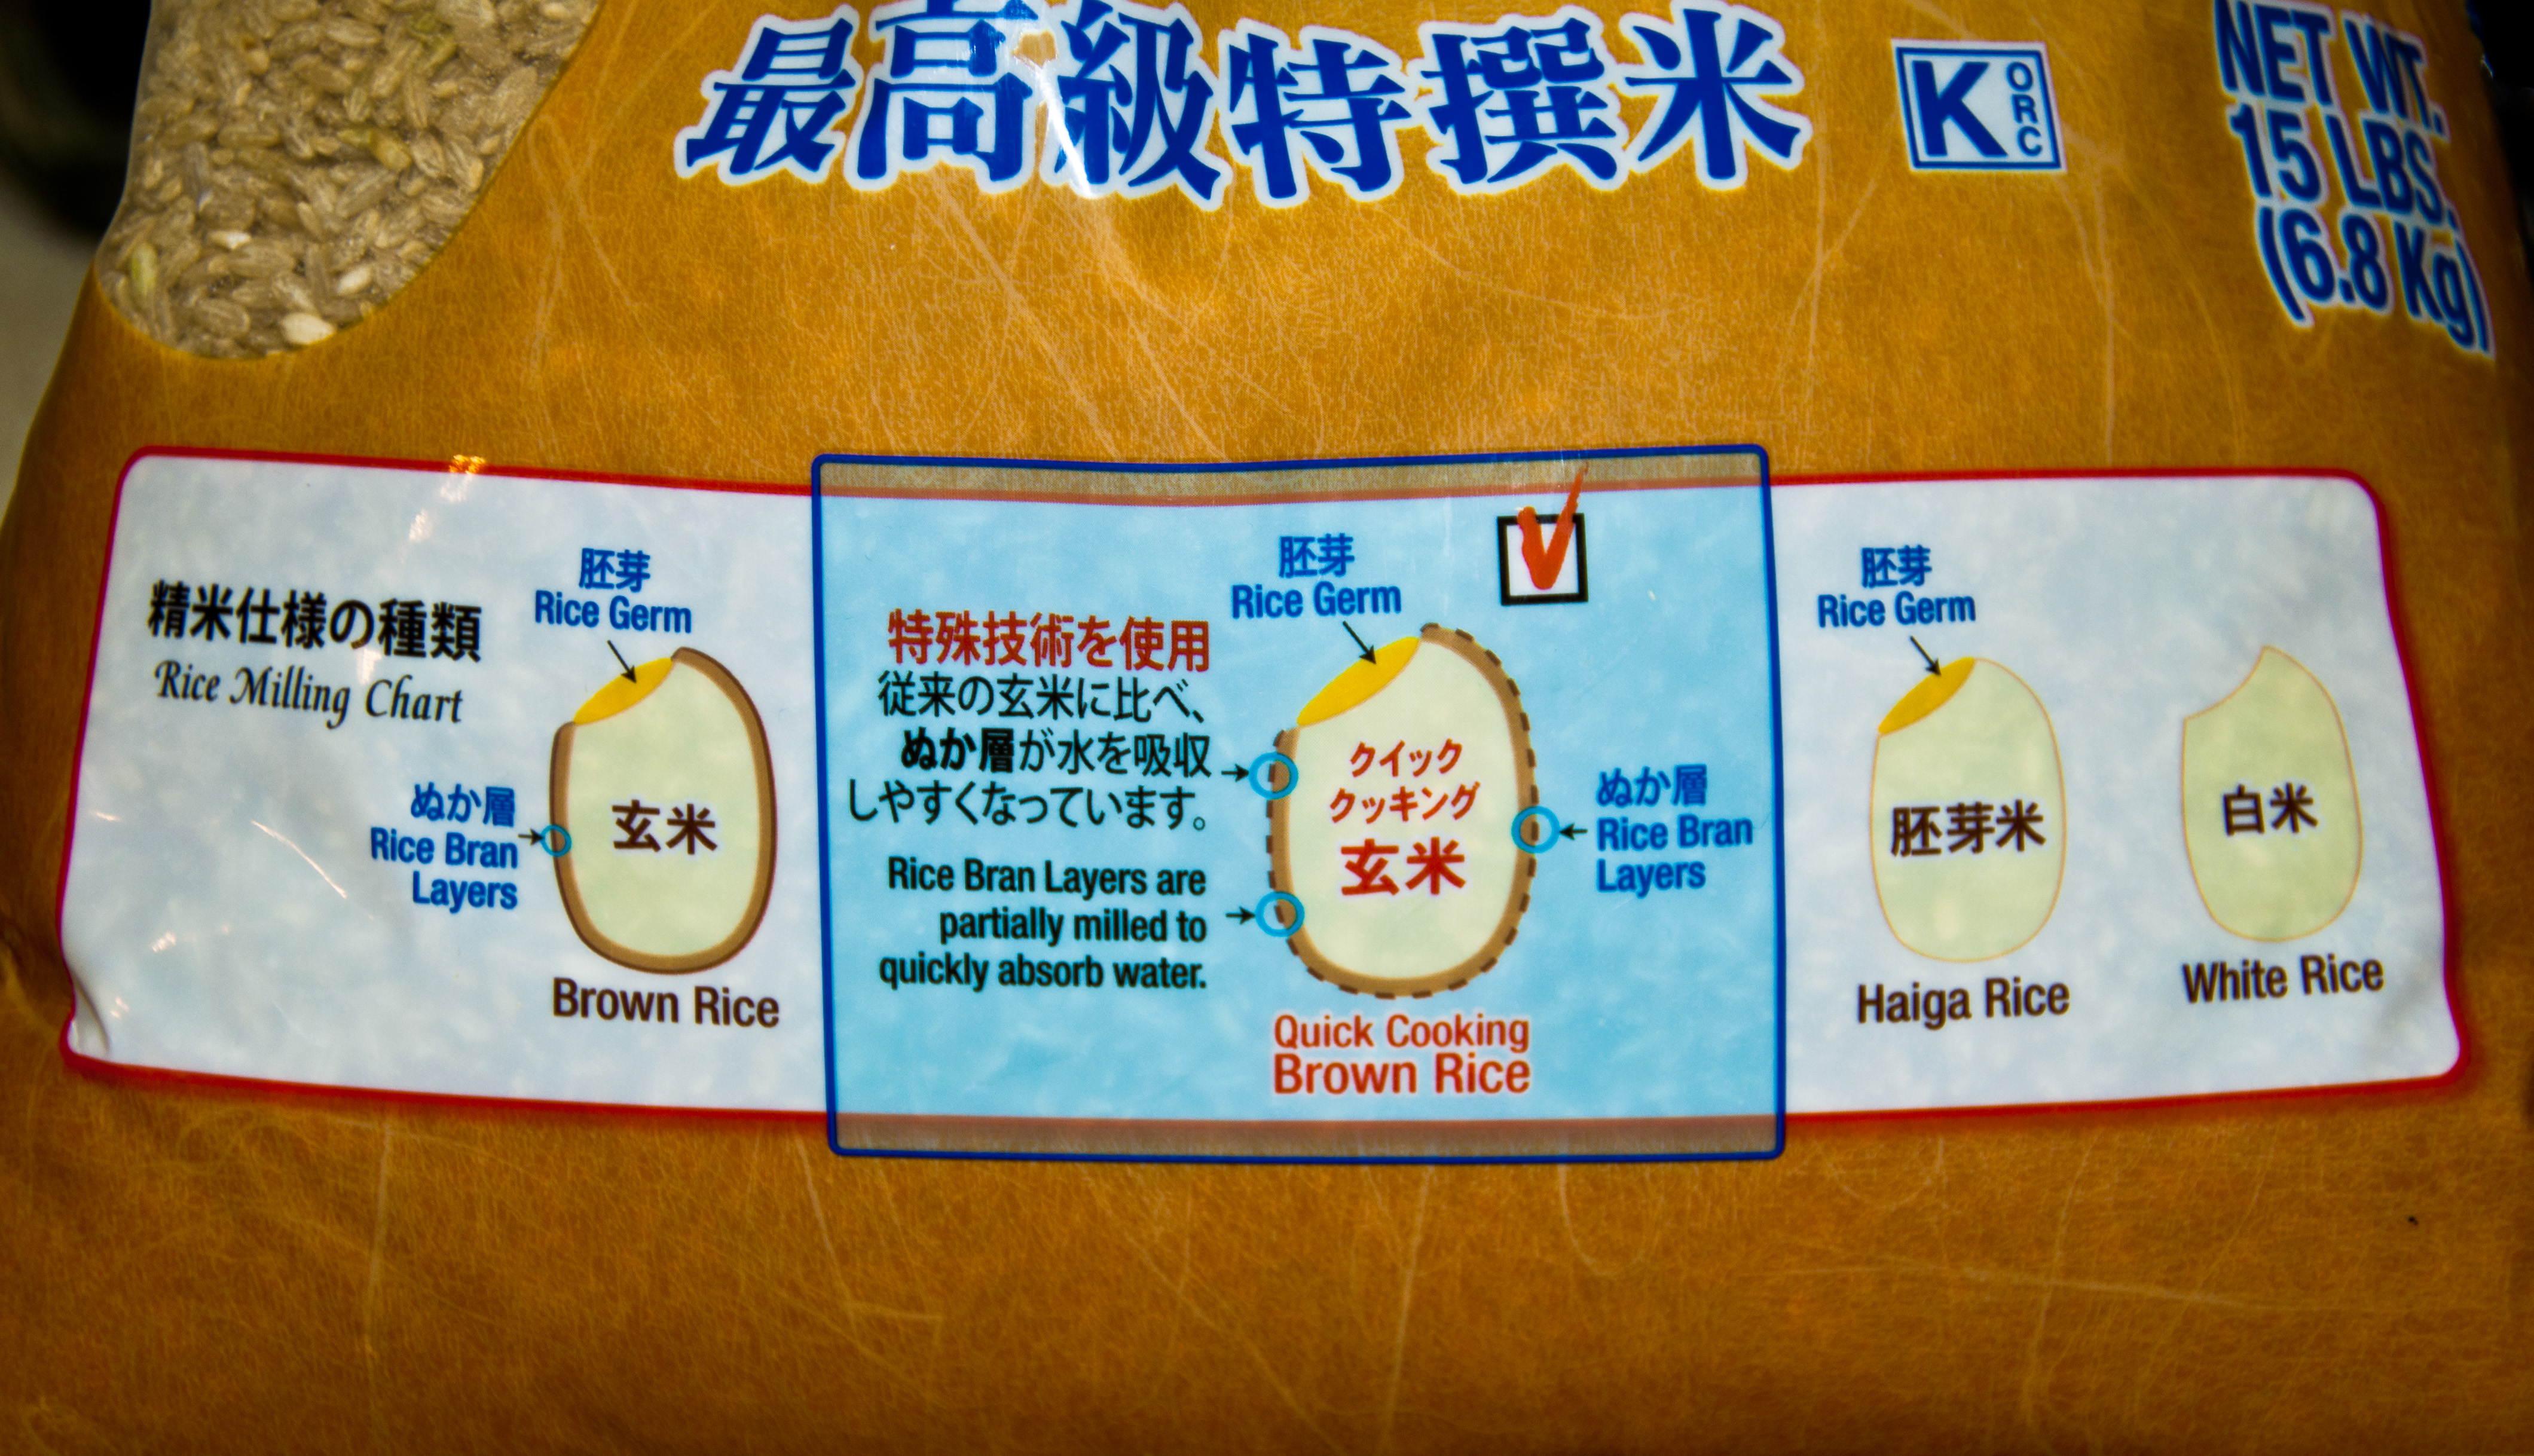 最高級特撰米
K
ORC
NET WT.
15 LBS.
(6.8 Kg)
精米仕様の種類
Rice Milling Chart
胚芽
Rice Germ
ぬか層
Rice Bran
Layers
玄米
Brown Rice
特殊技術を使用
従来の玄米に比べ、
ぬか層が水を吸収
しやすくなっています。
Rice Bran Layers are
partially milled to
quickly absorb water.
胚芽
Rice Germ
クイック
クッキング
玄米
ぬか層
Rice Bran
Layers
Quick Cooking
Brown Rice
胚芽
Rice Germ
胚芽米
Haiga Rice
白米
White Rice